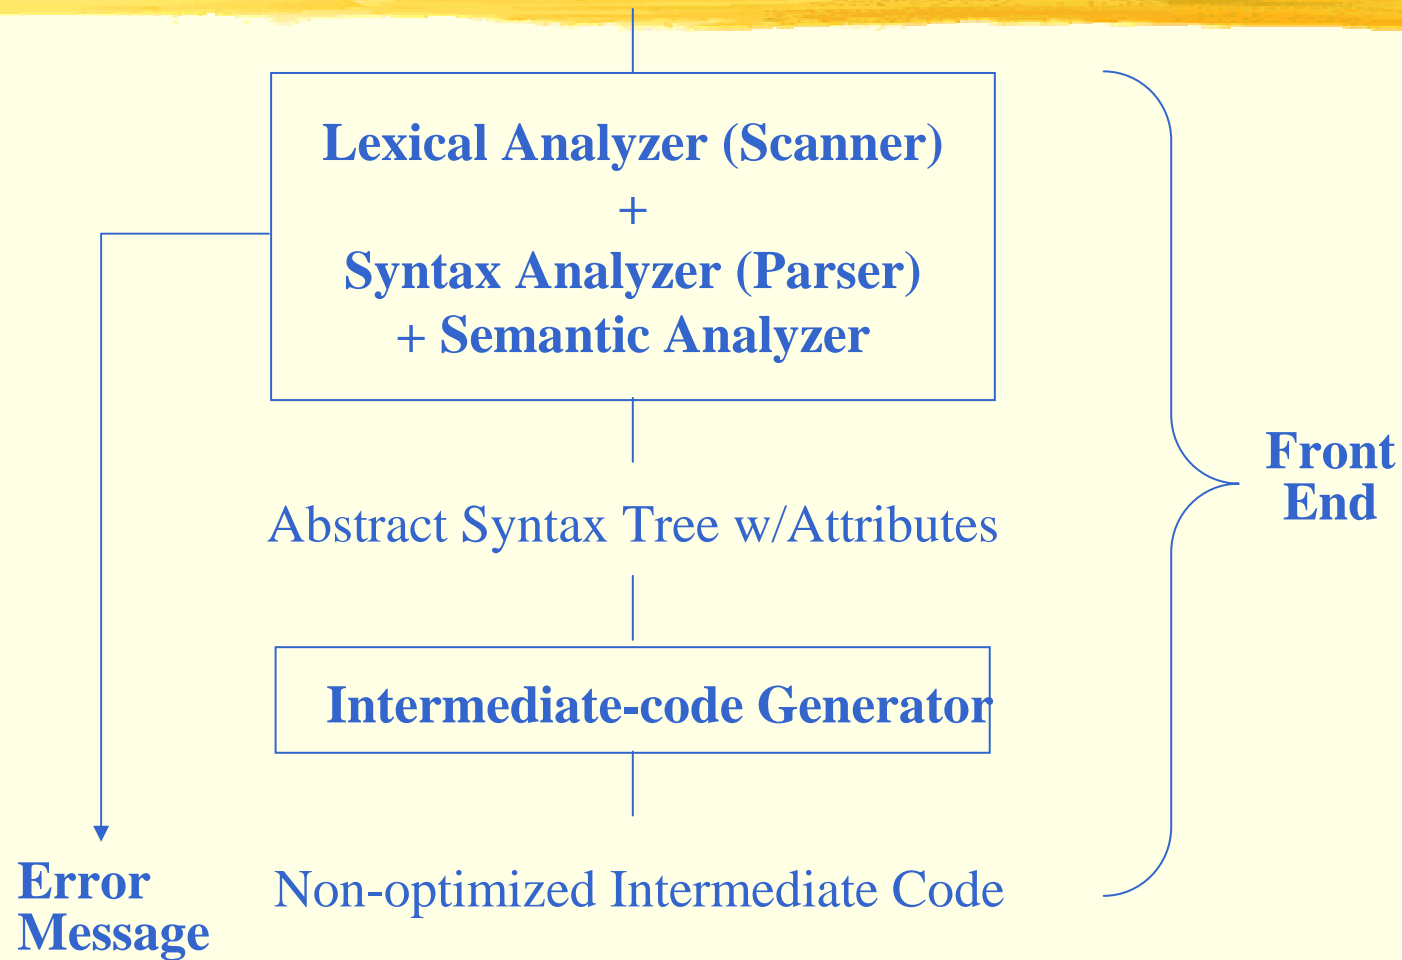 Lexical Analyzer (Scanner)
+
Syntax Analyzer (Parser)
+ Semantic Analyzer
Abstract Syntax Tree w/Attributes
Intermediate-code Generator
Non-optimized Intermediate Code
Error
Message
Front
End